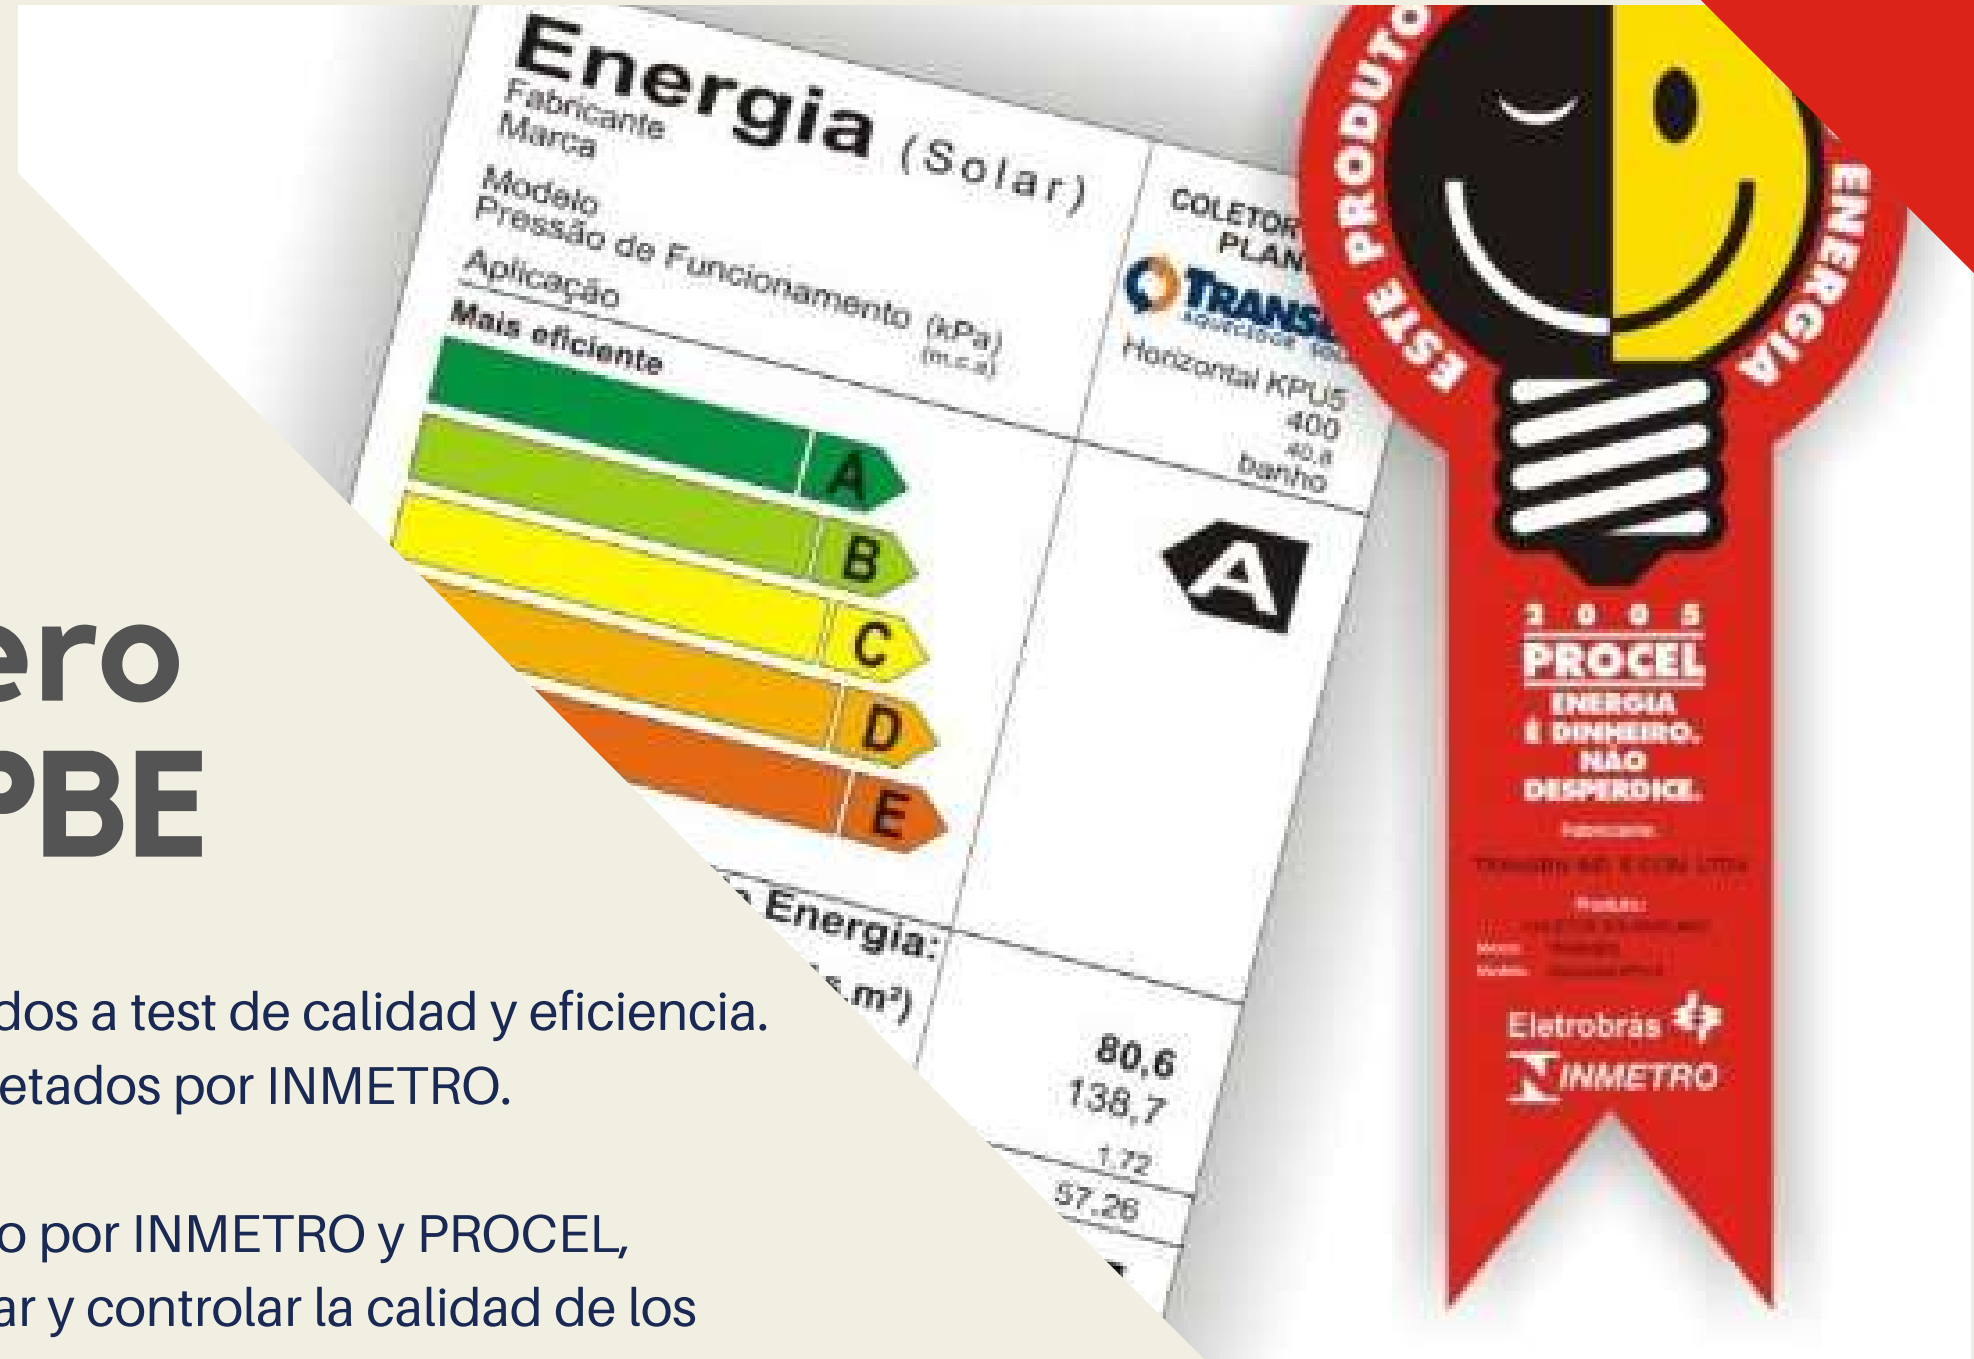 Energia (Solar)
Fabricante
Marca
Modelo
Pressão de Funcionamento (kPa)
(m.c.a)
Aplicação
Mais eficiente
A
B
C
D
E
Energia:
m²)
COLETOR
PLAN
TRANS
Horizontal KPU5
400
40.8
banho
A
80,6
138,7
1.72
57.26
ESTE PRODUTO
ENERGIA
2005
PROCEL
ENERGIA
É DINHEIRO.
NÃO
DESPERDICE.
Fabricante:
Produto:
Eletrobrás
INMETRO
ero
PBE
dos a test de calidad y eficiencia.
etados por INMETRO.
o por INMETRO y PROCEL,
ar y controlar la calidad de los